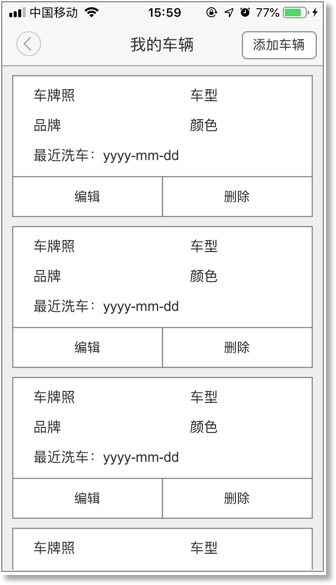 中国移动 15:59 77%
我的车辆 添加车辆
车牌照 车型
品牌 颜色
最近洗车：yyyy-mm-dd
编辑 删除
车牌照 车型
品牌 颜色
最近洗车：yyyy-mm-dd
编辑 删除
车牌照 车型
品牌 颜色
最近洗车：yyyy-mm-dd
编辑 删除
车牌照 车型